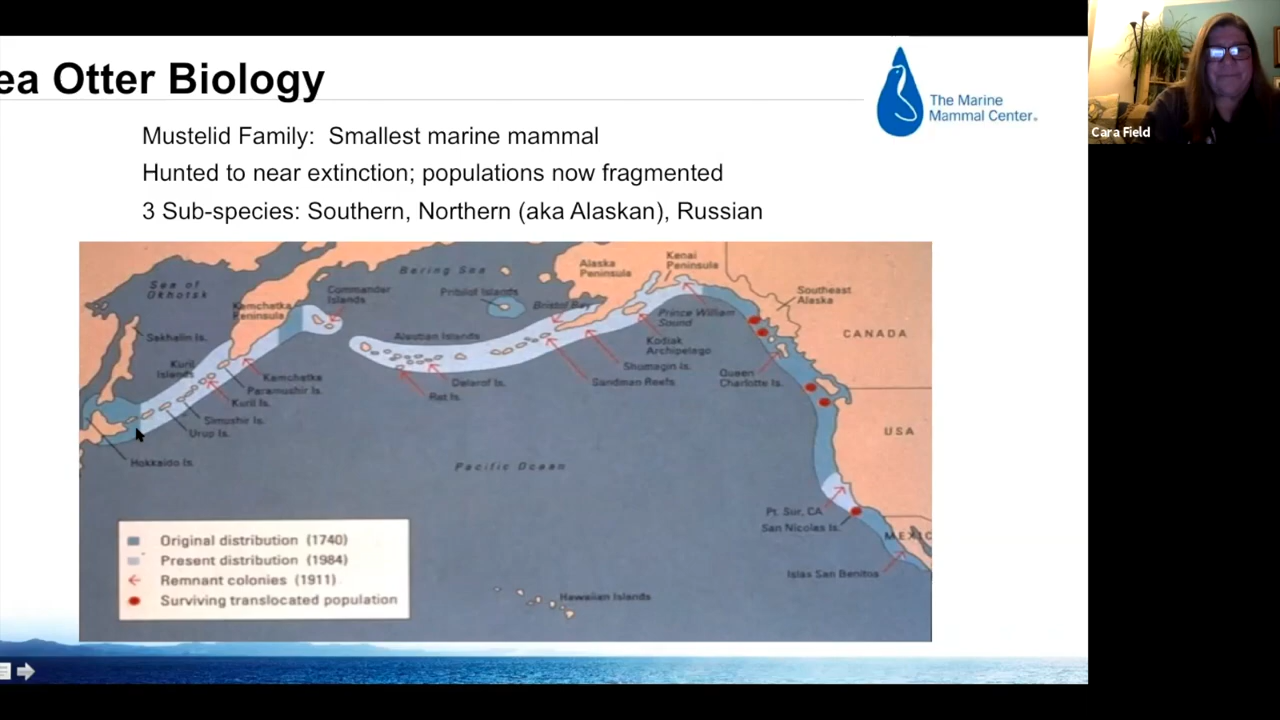 ea Otter Biology
The Marine
Mammal Center®
Cara Field
Mustelid Family: Smallest marine mammal
Hunted to near extinction; populations now fragmented
3 Sub-species: Southern, Northern (aka Alaskan), Russian
Sea of
Okhotsk
Bering Sea
Alaska
Peninsula
Kenai
Peninsula
Kamchatka
Peninsula
Commander
Islands
Pribilof Islands
Bristol Bay
Southeast
Alaska
Prince William
Sound
Sakhalin Is.
Aleutian Islands
Kodiak
Archipelago
CANADA
Kuril
Islands
Kamchatka
Paramushir Is.
Kuril Is.
Simushir Is.
Urup Is.
Hokkaido Is.
Delarof Is.
Rat Is.
Shumagin Is.
Sandman Reefs
Queen
Charlotte Is.
USA
Pacific Ocean
Pt. Sur, CA
San Nicolas Is.
MEXIC
Islas San Benitos
Hawaiian Islands
Original distribution (1740)
Present distribution (1984)
Remnant colonies (1911)
Surviving translocated population